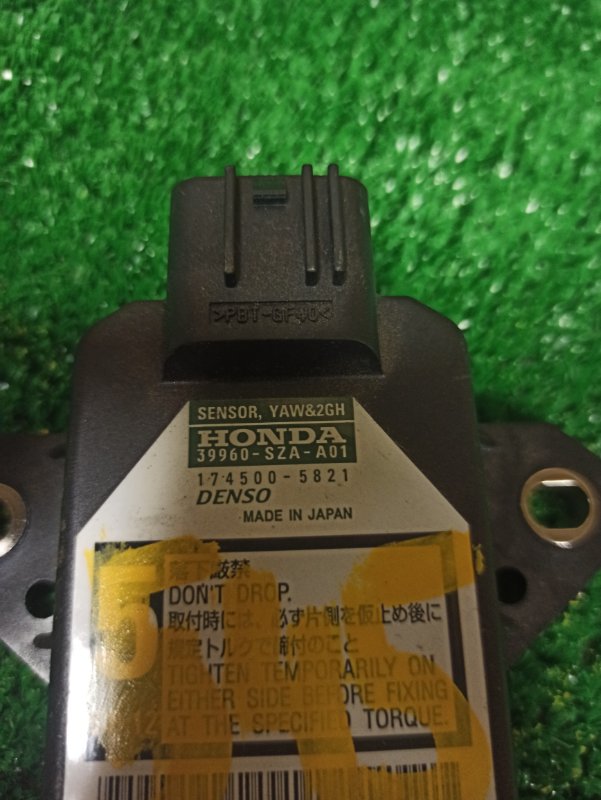 >PBT-GF40<
SENSOR, YAW&2GH
HONDA
39960-SZA-A01
174500-5821
DENSO
MADE IN JAPAN
落下厳禁
DON'T DROP.
取付時には、必ず片側を仮止め後に
規定トルクで締付のこと
TIGHTEN TEMPORARILY ON
EITHER SIDE BEFORE FIXING
AT THE SPECIFIED TORQUE.